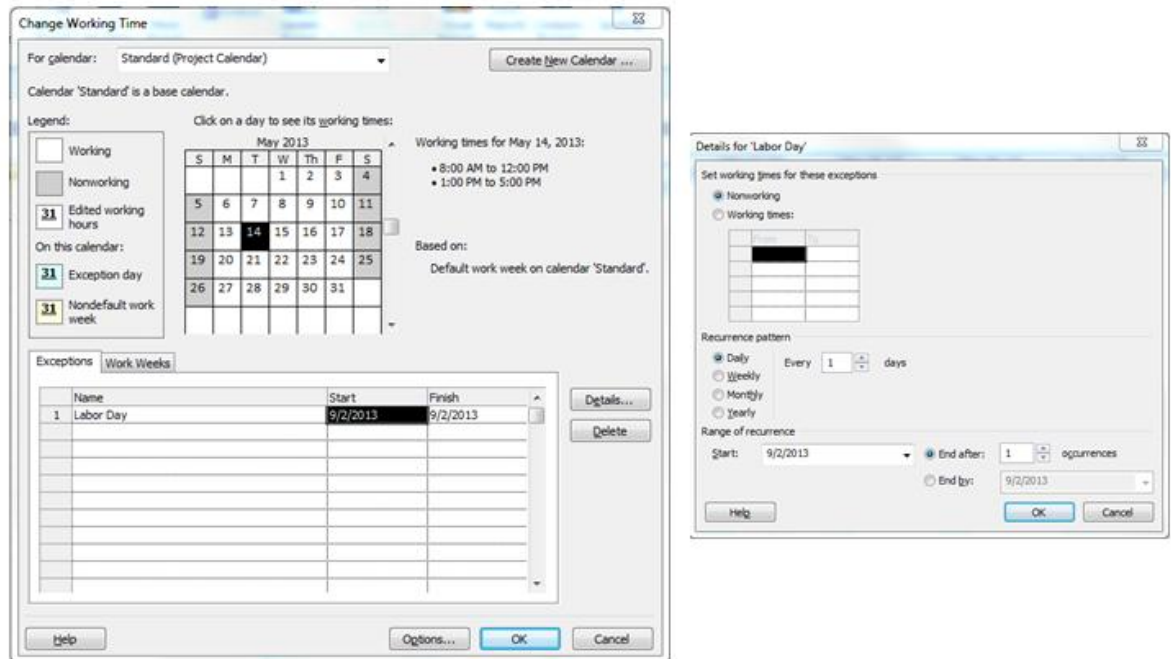 Change Working Time
For calendar: Standard (Project Calendar)
Create New Calendar ...
Calendar 'Standard' is a base calendar.
Legend:
Working
Nonworking
31 Edited working hours
On this calendar:
31 Exception day
31 Nondefault work week
Click on a day to see its working times:
May 2013
S M T W Th F S
1 2 3 4
5 6 7 8 9 10 11
12 13 14 15 16 17 18
19 20 21 22 23 24 25
26 27 28 29 30 31
Working times for May 14, 2013:
• 8:00 AM to 12:00 PM
• 1:00 PM to 5:00 PM
Based on:
Default work week on calendar 'Standard'.
Exceptions Work Weeks
Name Start Finish
1 Labor Day 9/2/2013 9/2/2013
Details...
Delete
Help Options... OK Cancel
Details for 'Labor Day'
Set working times for these exceptions
Nonworking
Working times:
From To
Recurrence pattern
Daily
Weekly
Monthly
Yearly
Every 1 days
Range of recurrence
Start: 9/2/2013 End after: 1 occurrences
End by: 9/2/2013
Help OK Cancel